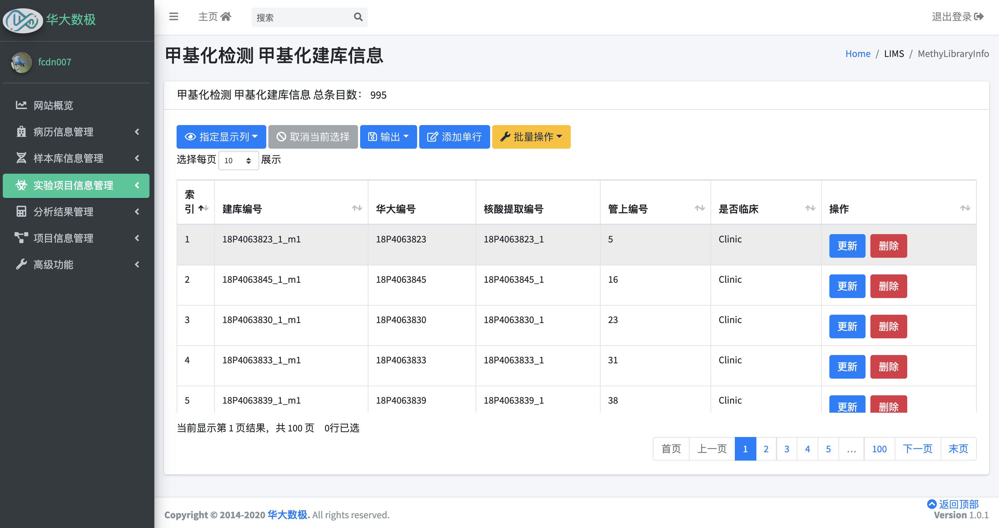 华大数极
fcdn007
网站概览
病历信息管理
样本库信息管理
实验项目信息管理
分析结果管理
项目信息管理
高级功能
主页 搜索 退出登录
甲基化检测 甲基化建库信息
Home / LIMS / MethyLibraryInfo
甲基化检测 甲基化建库信息 总条目数： 995
指定显示列 取消当前选择 输出 添加单行 批量操作
选择每页 10 展示
索引 建库编号 华大编号 核酸提取编号 管上编号 是否临床 操作
1 18P4063823_1_m1 18P4063823 18P4063823_1 5 Clinic 更新 删除
2 18P4063845_1_m1 18P4063845 18P4063845_1 16 Clinic 更新 删除
3 18P4063830_1_m1 18P4063830 18P4063830_1 23 Clinic 更新 删除
4 18P4063833_1_m1 18P4063833 18P4063833_1 31 Clinic 更新 删除
5 18P4063839_1_m1 18P4063839 18P4063839_1 38 Clinic 更新 删除
当前显示第 1 页结果，共 100 页 0行已选
首页 上一页 1 2 3 4 5 … 100 下一页 末页
返回顶部
Copyright © 2014-2020 华大数极. All rights reserved.
Version 1.0.1